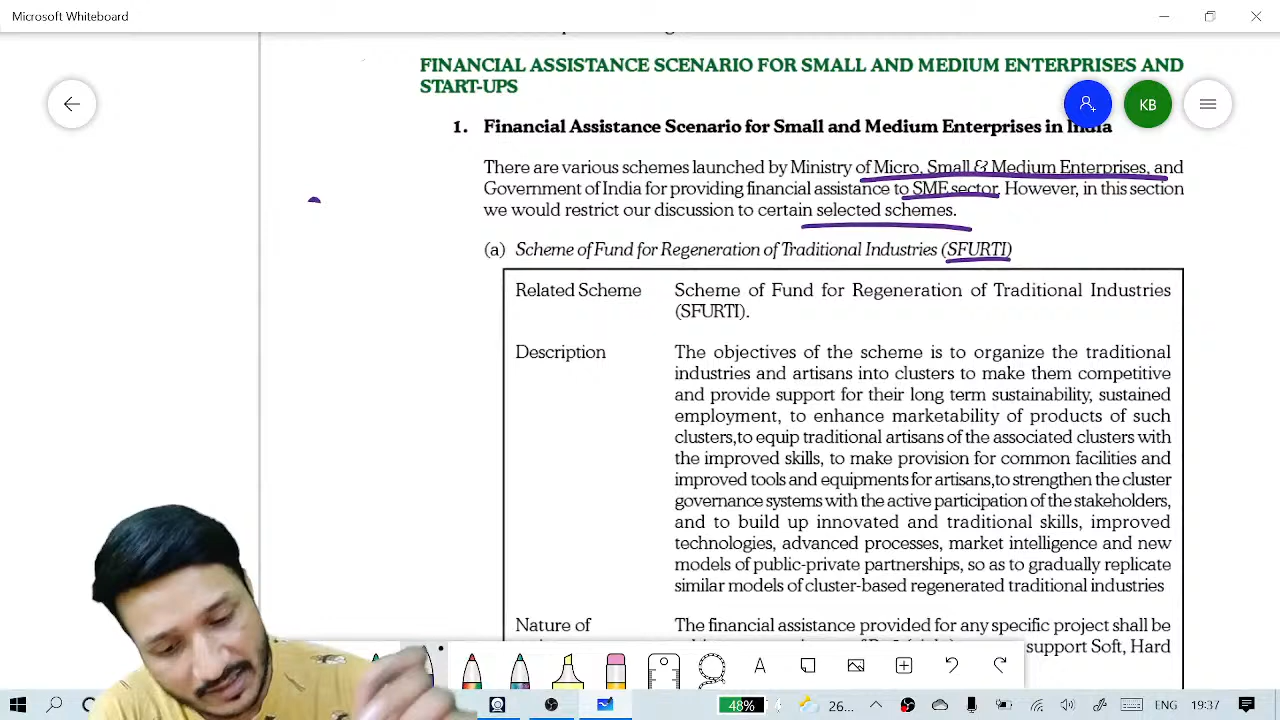 Microsoft Whiteboard
FINANCIAL ASSISTANCE SCENARIO FOR SMALL AND MEDIUM ENTERPRISES AND
START-UPS
KB
1. Financial Assistance Scenario for Small and Medium Enterprises in India
There are various schemes launched by Ministry of Micro, Small & Medium Enterprises, and
Government of India for providing financial assistance to SME sector. However, in this section
we would restrict our discussion to certain selected schemes.
(a) Scheme of Fund for Regeneration of Traditional Industries (SFURTI)
Related Scheme Scheme of Fund for Regeneration of Traditional Industries
(SFURTI).
Description The objectives of the scheme is to organize the traditional
industries and artisans into clusters to make them competitive
and provide support for their long term sustainability, sustained
employment, to enhance marketability of products of such
clusters,to equip traditional artisans of the associated clusters with
the improved skills, to make provision for common facilities and
improved tools and equipments for artisans,to strengthen the cluster
governance systems with the active participation of the stakeholders,
and to build up innovated and traditional skills, improved
technologies, advanced processes, market intelligence and new
models of public-private partnerships, so as to gradually replicate
similar models of cluster-based regenerated traditional industries
Nature of The financial assistance provided for any specific project shall be
support Soft, Hard
48% 26... ENG 19:37